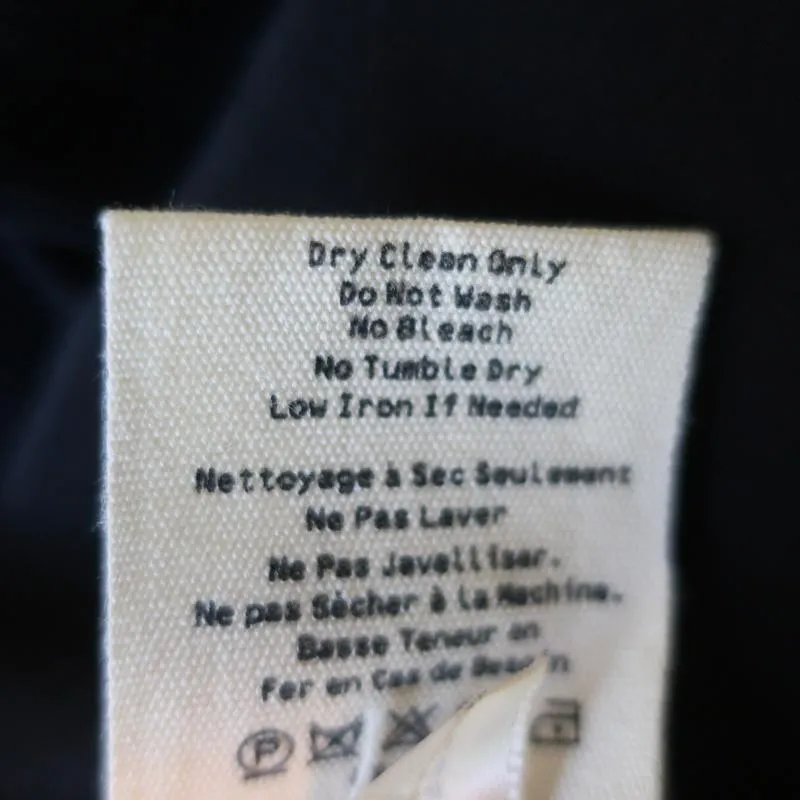 Dry Clean Only
Do Not Wash
No Bleach
No Tumble Dry
Low Iron If Needed
Nettoyage à Sec Seulement
Ne Pas Laver
Ne Pas Javelliser.
Ne pas Sècher à la Machine.
Basse Teneur en
Fer en Cas de Besoin
P